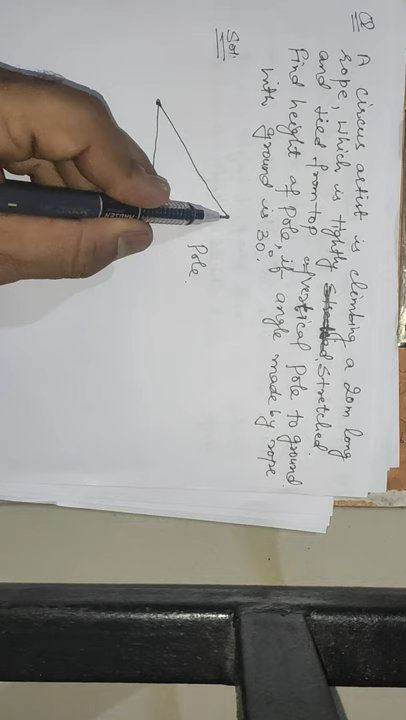 Q2 A circus artist is climbing a 20m long
rope, which is tightly Stretched
and tied from top of vertical pole to ground.
Find height of pole, if angle made by rope
with ground is 30°.
Sol:
Pole.